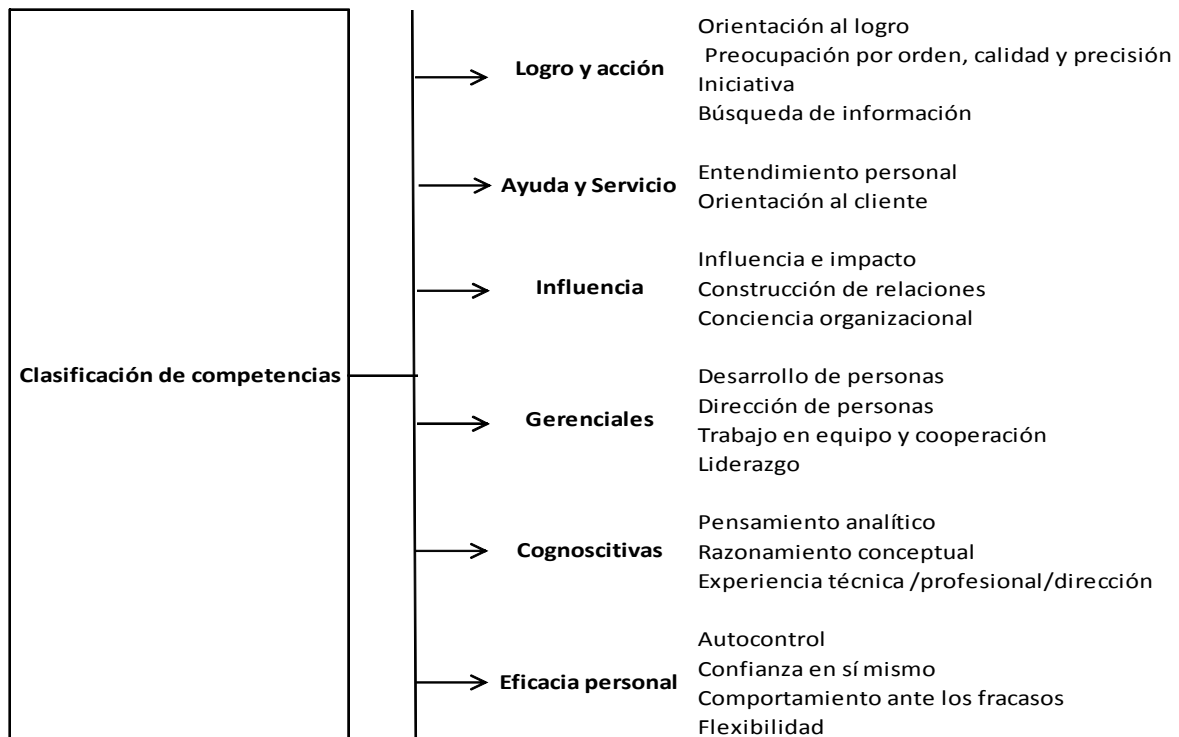 Clasificación de competencias
Logro y acción
Orientación al logro
Preocupación por orden, calidad y precisión
Iniciativa
Búsqueda de información
Ayuda y Servicio
Entendimiento personal
Orientación al cliente
Influencia
Influencia e impacto
Construcción de relaciones
Conciencia organizacional
Gerenciales
Desarrollo de personas
Dirección de personas
Trabajo en equipo y cooperación
Liderazgo
Cognoscitivas
Pensamiento analítico
Razonamiento conceptual
Experiencia técnica /profesional/dirección
Eficacia personal
Autocontrol
Confianza en sí mismo
Comportamiento ante los fracasos
Flexibilidad